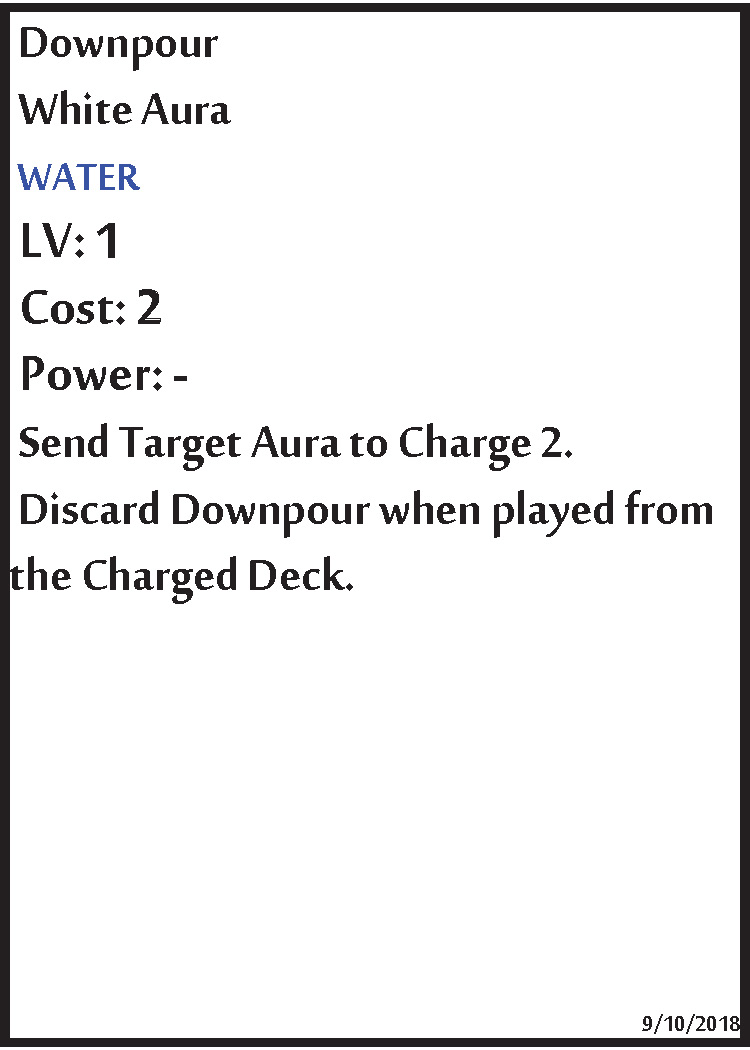 Downpour
White Aura
WATER
LV: 1
Cost: 2
Power: -
Send Target Aura to Charge 2.
Discard Downpour when played from
the Charged Deck.
9/10/2018